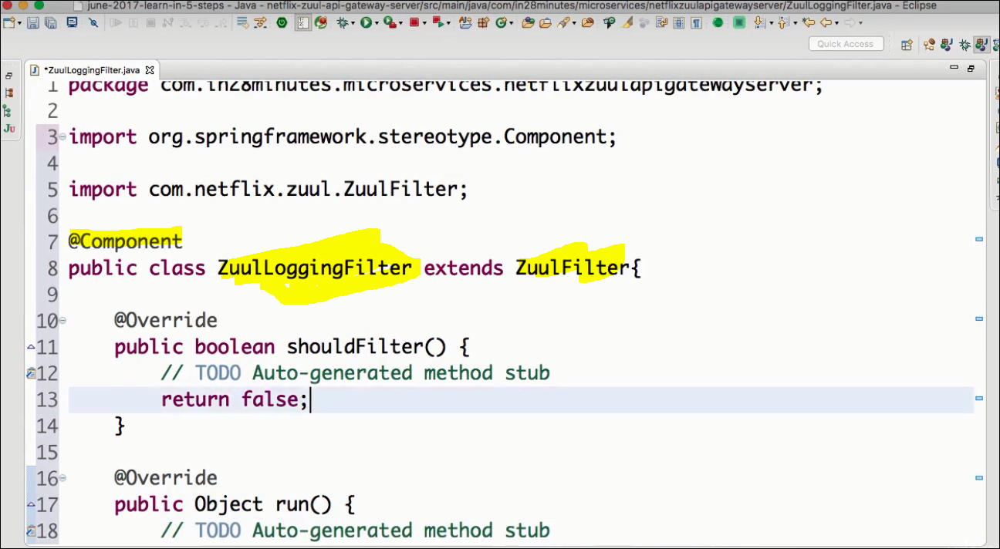 june-2017-learn-in-5-steps - Java - netflix-zuul-api-gateway-server/src/main/java/com/in28minutes/microservices/netflixzuulapigatewayserver/ZuulLoggingFilter.java - Eclipse
Quick Access
*ZuulLoggingFilter.java
1 package com.in28minutes.microservices.netflixzuulapigatewayserver;
2
3 import org.springframework.stereotype.Component;
4
5 import com.netflix.zuul.ZuulFilter;
6
7 @Component
8 public class ZuulLoggingFilter extends ZuulFilter{
9
10 @Override
11 public boolean shouldFilter() {
12 // TODO Auto-generated method stub
13 return false;
14 }
15
16 @Override
17 public Object run() {
18 // TODO Auto-generated method stub
JU